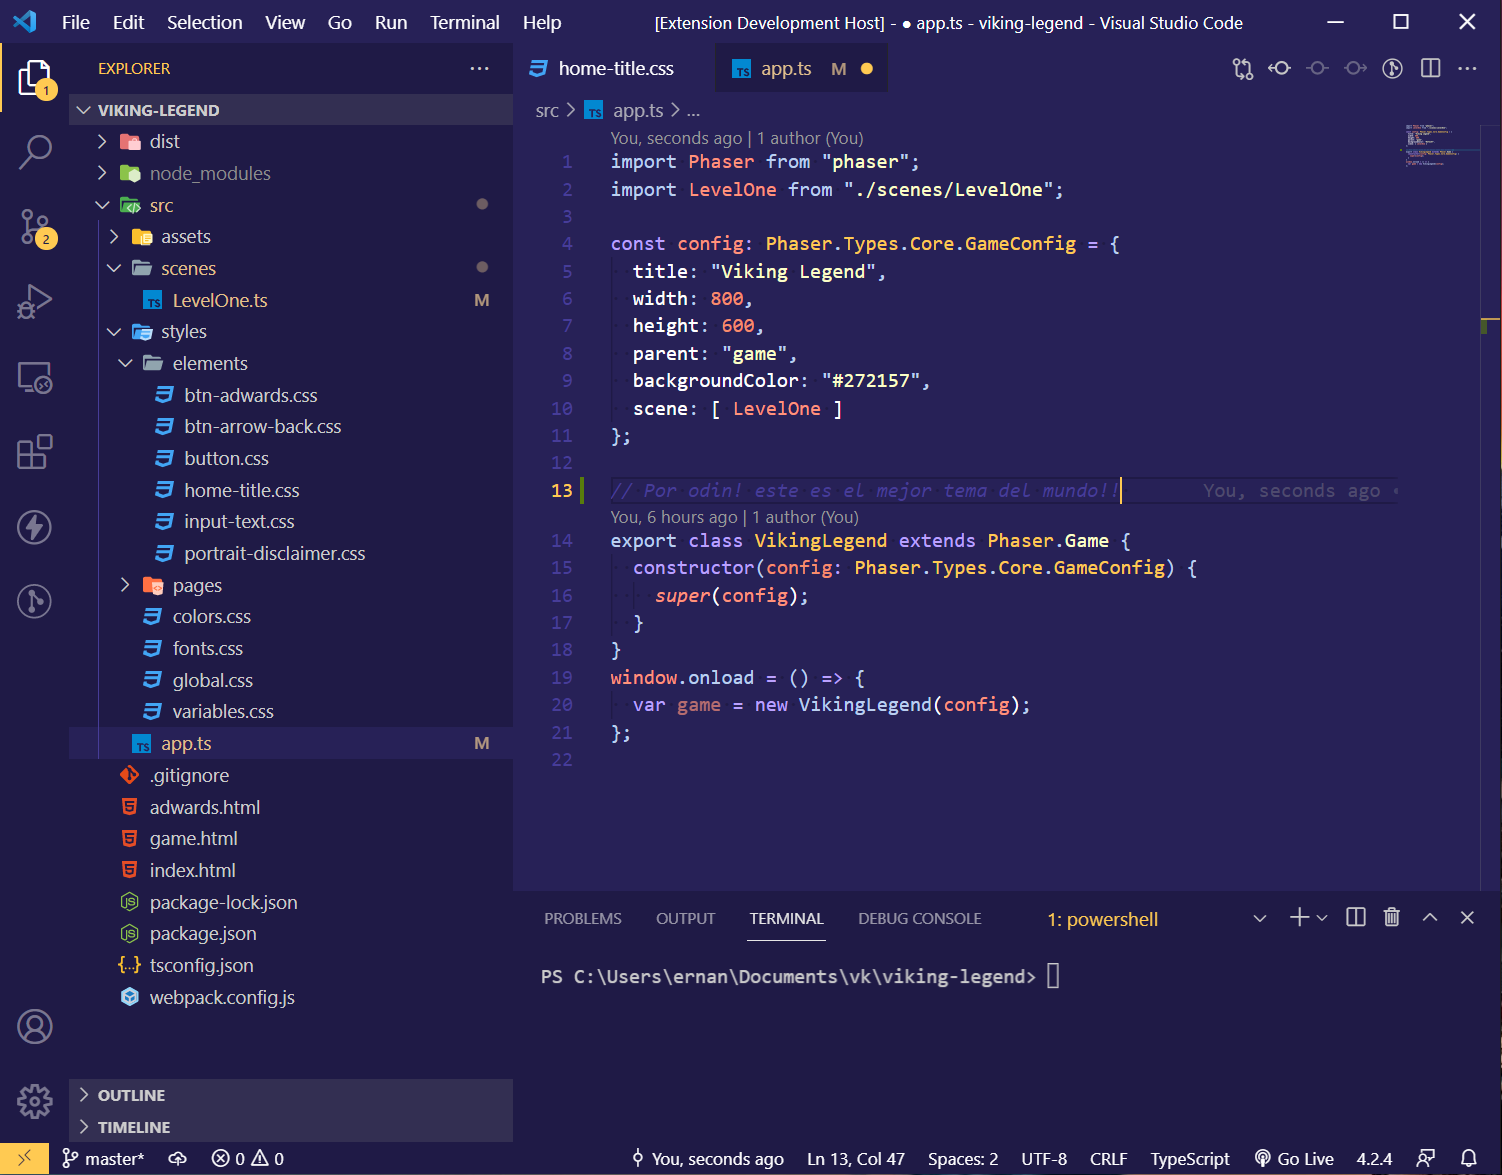 File Edit Selection View Go Run Terminal Help [Extension Development Host] - ● app.ts - viking-legend - Visual Studio Code
EXPLORER
1
VIKING-LEGEND
dist
node_modules
src
2
assets
scenes
LevelOne.ts M
styles
elements
btn-adwards.css
btn-arrow-back.css
button.css
home-title.css
input-text.css
portrait-disclaimer.css
pages
colors.css
fonts.css
global.css
variables.css
app.ts M
.gitignore
adwards.html
game.html
index.html
package-lock.json
package.json
tsconfig.json
webpack.config.js
OUTLINE
TIMELINE
home-title.css
TS app.ts M
src > TS app.ts > ...
You, seconds ago | 1 author (You)
1 import Phaser from "phaser";
2 import LevelOne from "./scenes/LevelOne";
3
4 const config: Phaser.Types.Core.GameConfig = {
5 title: "Viking Legend",
6 width: 800,
7 height: 600,
8 parent: "game",
9 backgroundColor: "#272157",
10 scene: [ LevelOne ]
11 };
12
13 // Por odin! este es el mejor tema del mundo!! You, seconds ago •
You, 6 hours ago | 1 author (You)
14 export class VikingLegend extends Phaser.Game {
15 constructor(config: Phaser.Types.Core.GameConfig) {
16 super(config);
17 }
18 }
19 window.onload = () => {
20 var game = new VikingLegend(config);
21 };
22
PROBLEMS OUTPUT TERMINAL DEBUG CONSOLE 1: powershell
PS C:\Users\ernan\Documents\vk\viking-legend>
master* 0 0 You, seconds ago Ln 13, Col 47 Spaces: 2 UTF-8 CRLF TypeScript Go Live 4.2.4